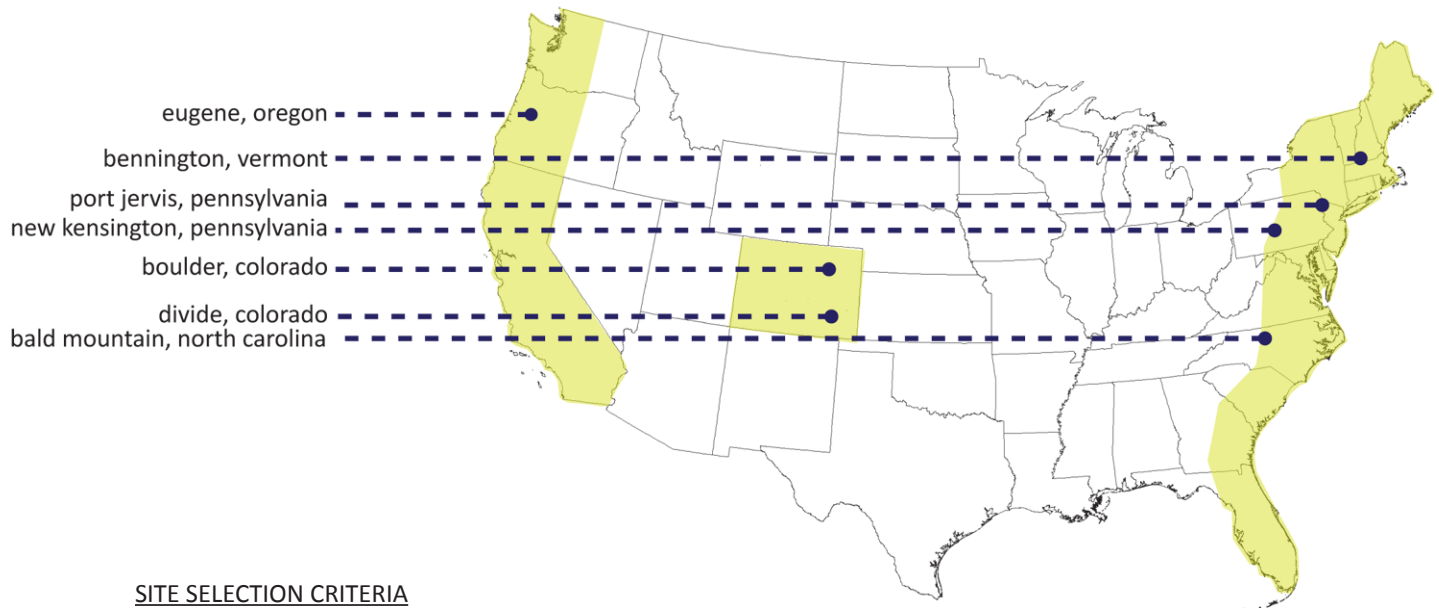 eugene, oregon
bennington, vermont
port jervis, pennsylvania
new kensington, pennsylvania
boulder, colorado
divide, colorado
bald mountain, north carolina
SITE SELECTION CRITERIA